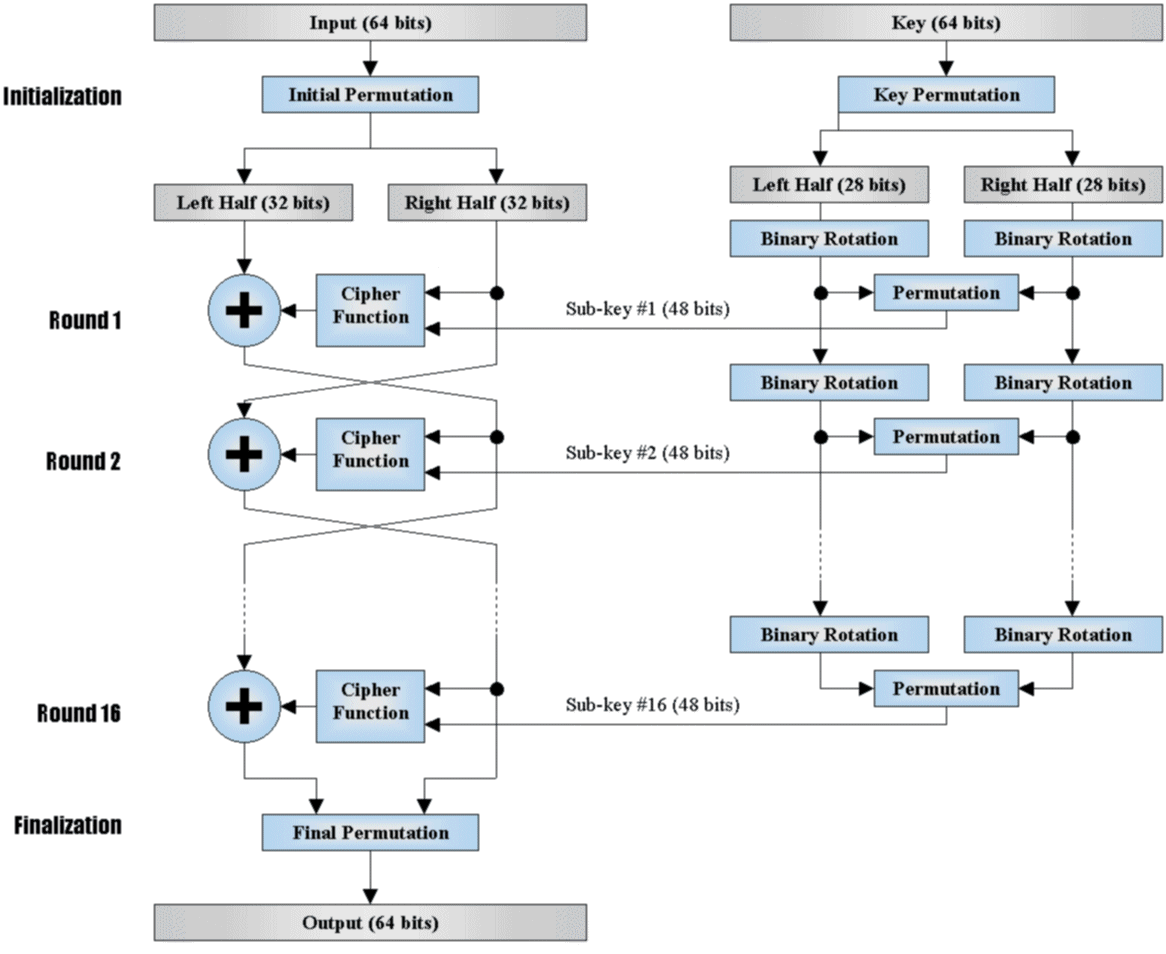 Input (64 bits)
Key (64 bits)
Initialization
Initial Permutation
Key Permutation
Left Half (32 bits)
Right Half (32 bits)
Left Half (28 bits)
Right Half (28 bits)
Binary Rotation
Binary Rotation
Round 1
Cipher
Function
Sub-key #1 (48 bits)
Permutation
Binary Rotation
Binary Rotation
Round 2
Cipher
Function
Sub-key #2 (48 bits)
Permutation
Binary Rotation
Binary Rotation
Round 16
Cipher
Function
Sub-key #16 (48 bits)
Permutation
Finalization
Final Permutation
Output (64 bits)